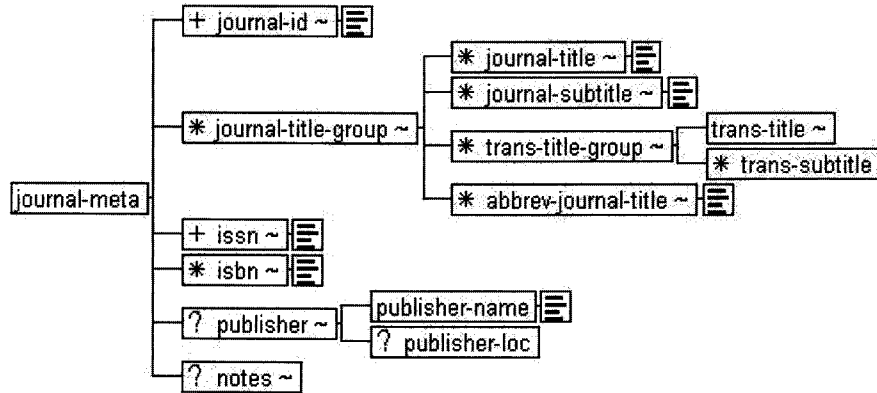 + journal-id ~
* journal-title ~
* journal-subtitle ~
* journal-title-group ~
* trans-title-group ~
trans-title ~
* trans-subtitle
* abbrev-journal-title ~
journal-meta
+ issn ~
* isbn ~
? publisher ~
publisher-name
? publisher-loc
? notes ~